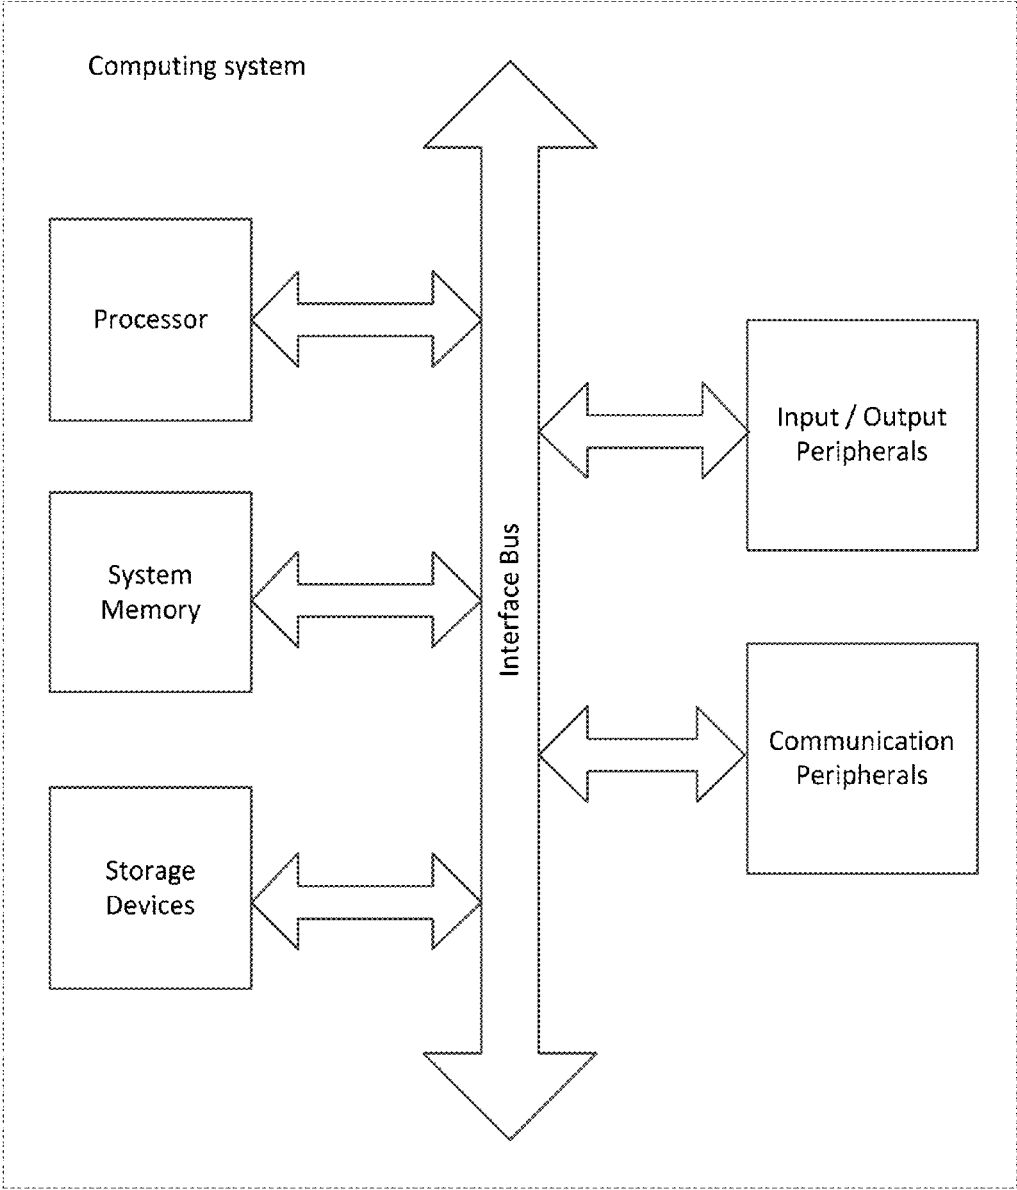 Computing system
Processor
Input / Output
Peripherals
System
Memory
Interface Bus
Communication
Peripherals
Storage
Devices